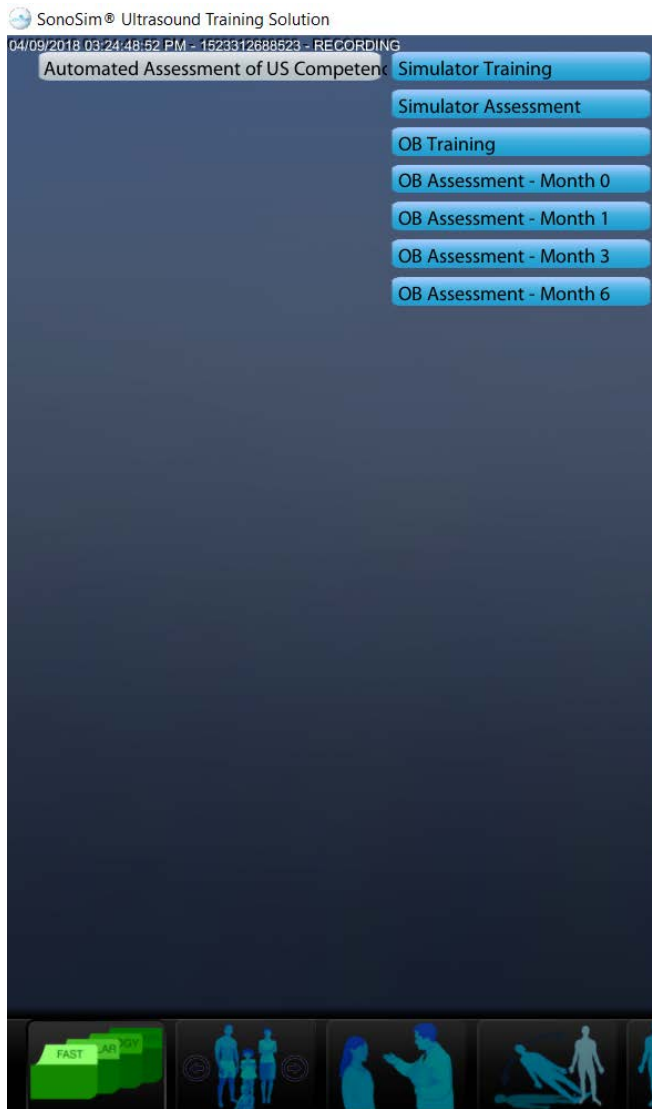 SonoSim® Ultrasound Training Solution
04/09/2018 03:24:48:52 PM - 1523312688523 - RECORDING
Automated Assessment of US Competenc
Simulator Training
Simulator Assessment
OB Training
OB Assessment - Month 0
OB Assessment - Month 1
OB Assessment - Month 3
OB Assessment - Month 6
FAST